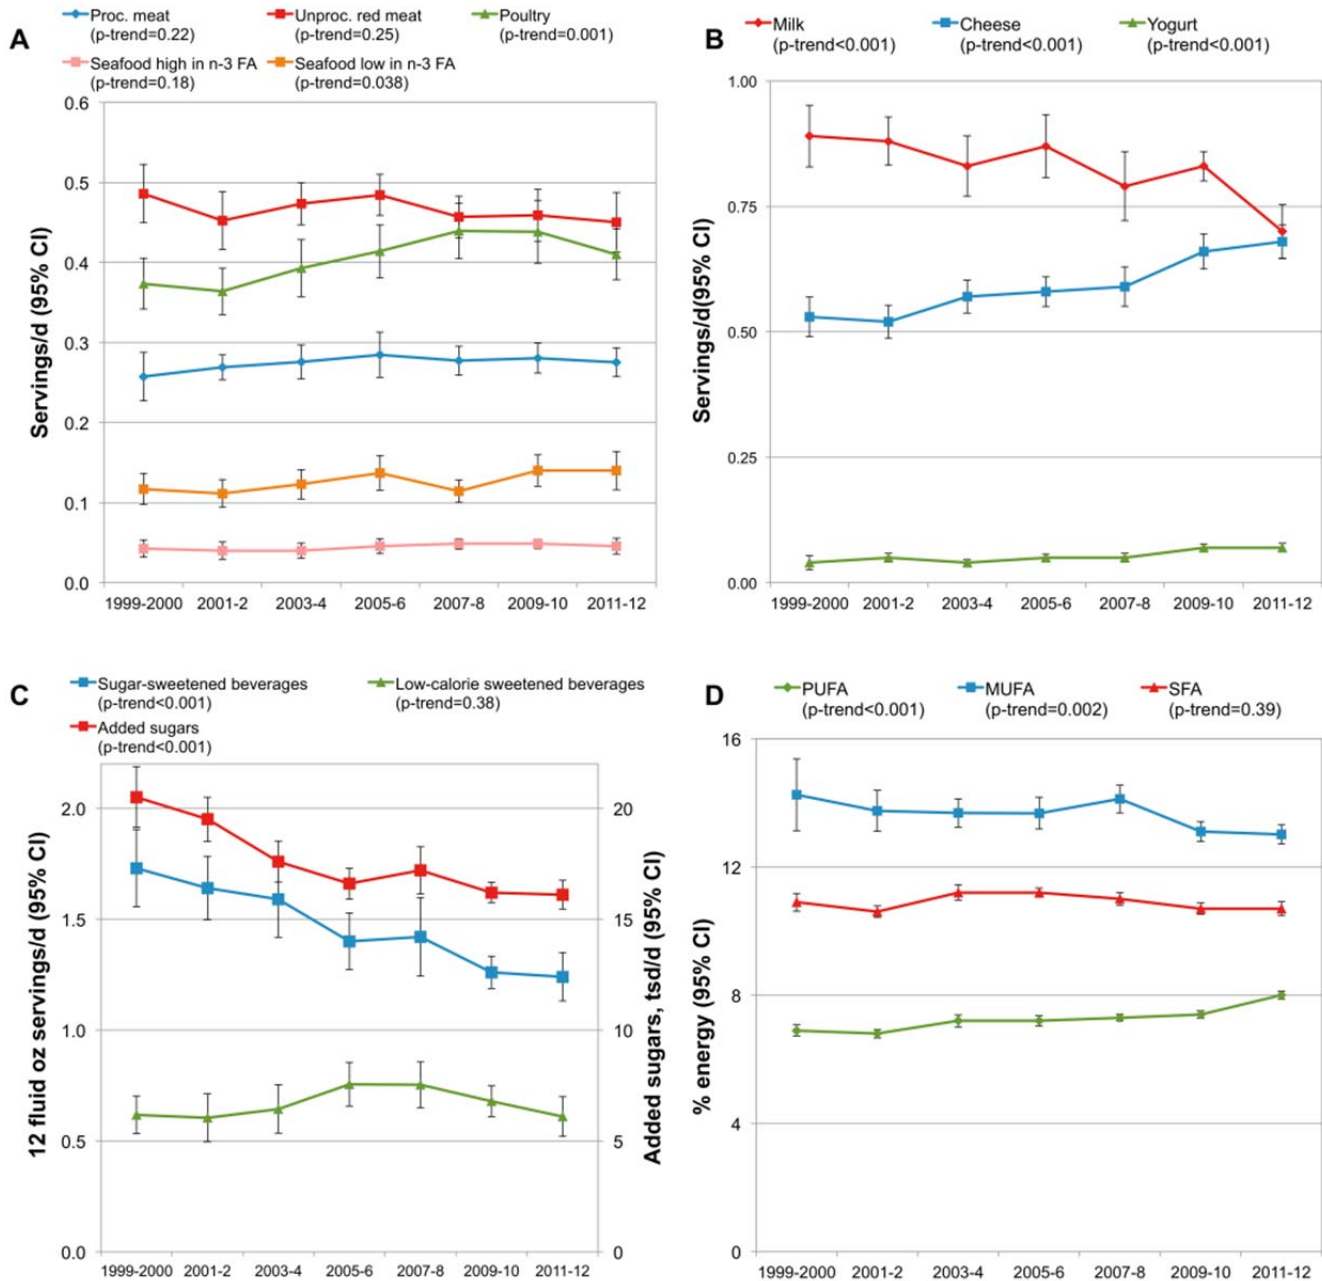 A
Proc. meat
(p-trend=0.22)
Unproc. red meat
(p-trend=0.25)
Poultry
(p-trend=0.001)
Seafood high in n-3 FA
(p-trend=0.18)
Seafood low in n-3 FA
(p-trend=0.038)
Servings/d (95% CI)
0.6
0.5
0.4
0.3
0.2
0.1
0.0
1999-2000 2001-2 2003-4 2005-6 2007-8 2009-10 2011-12
B
Milk
(p-trend<0.001)
Cheese
(p-trend<0.001)
Yogurt
(p-trend<0.001)
Servings/d(95% CI)
1.00
0.75
0.50
0.25
0.00
1999-2000 2001-2 2003-4 2005-6 2007-8 2009-10 2011-12
C
Sugar-sweetened beverages
(p-trend<0.001)
Low-calorie sweetened beverages
(p-trend=0.38)
Added sugars
(p-trend<0.001)
12 fluid oz servings/d (95% CI)
2.0
1.5
1.0
0.5
0.0
20
15
10
5
0
Added sugars, tsd/d (95% CI)
1999-2000 2001-2 2003-4 2005-6 2007-8 2009-10 2011-12
D
PUFA
(p-trend<0.001)
MUFA
(p-trend=0.002)
SFA
(p-trend=0.39)
% energy (95% CI)
16
12
8
4
0
1999-2000 2001-2 2003-4 2005-6 2007-8 2009-10 2011-12